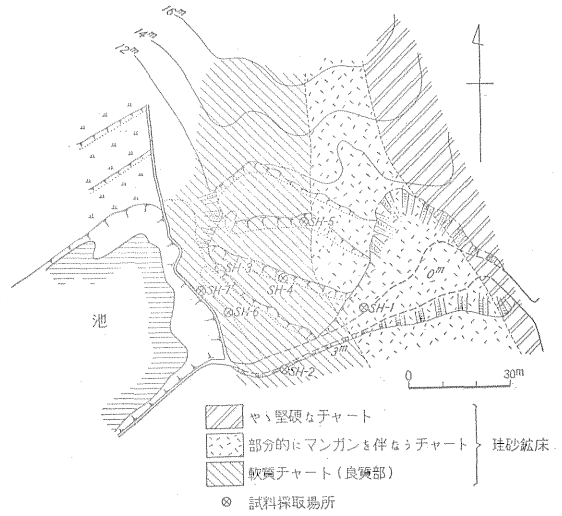 16m
14m
12m
SH-5
SH-3
SH-4
SH-7
SH-6
SH-1
0m
池
3m
SH-2
0
30m
やゝ堅硬なチャート
部分的にマンガンを伴なうチャート
珪砂鉱床
軟質チャート(良質部)
試料採取場所